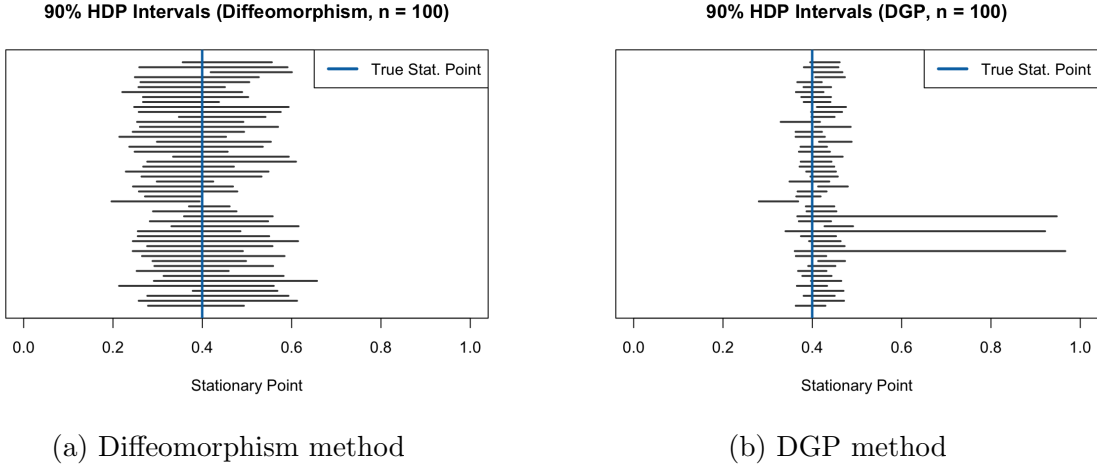 90% HDP Intervals (Diffeomorphism, n = 100)
True Stat. Point
0.0 0.2 0.4 0.6 0.8 1.0
Stationary Point
(a) Diffeomorphism method
90% HDP Intervals (DGP, n = 100)
True Stat. Point
0.0 0.2 0.4 0.6 0.8 1.0
Stationary Point
(b) DGP method